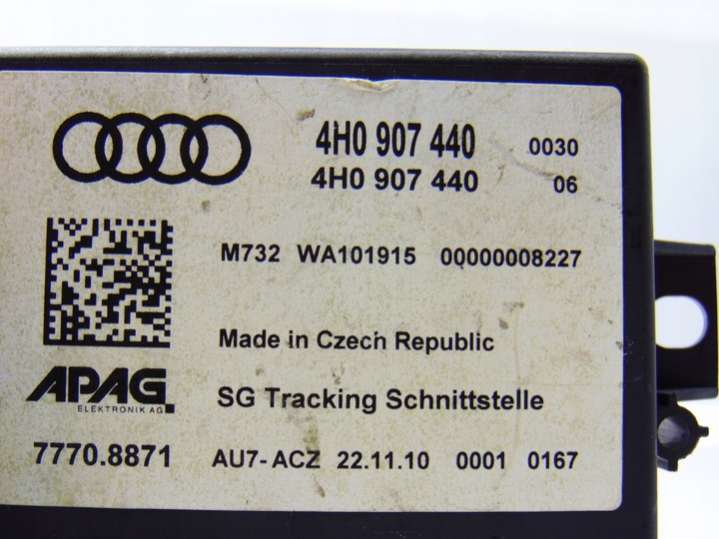 4H0 907 440 0030
4H0 907 440 06
M732 WA101915 00000008227
Made in Czech Republic
APAG
ELEKTRONIK AG
SG Tracking Schnittstelle
7770.8871
AU7-ACZ 22.11.10 0001 0167